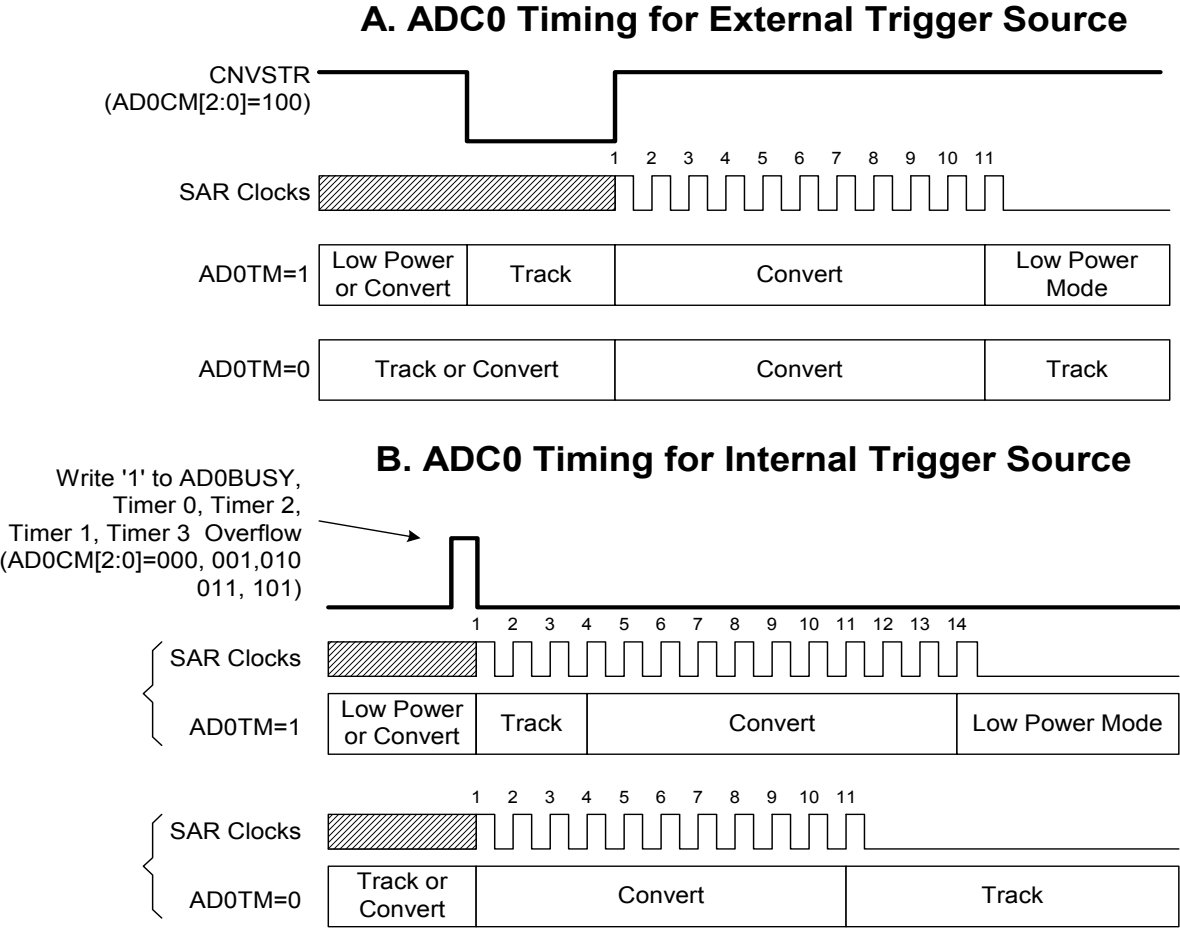 A. ADC0 Timing for External Trigger Source
CNVSTR
(AD0CM[2:0]=100)
1 2 3 4 5 6 7 8 9 10 11
SAR Clocks
AD0TM=1
Low Power
or Convert
Track
Convert
Low Power
Mode
AD0TM=0
Track or Convert
Convert
Track
B. ADC0 Timing for Internal Trigger Source
Write '1' to AD0BUSY,
Timer 0, Timer 2,
Timer 1, Timer 3 Overflow
(AD0CM[2:0]=000, 001,010
011, 101)
1 2 3 4 5 6 7 8 9 10 11 12 13 14
SAR Clocks
AD0TM=1
Low Power
or Convert
Track
Convert
Low Power Mode
1 2 3 4 5 6 7 8 9 10 11
SAR Clocks
AD0TM=0
Track or
Convert
Convert
Track